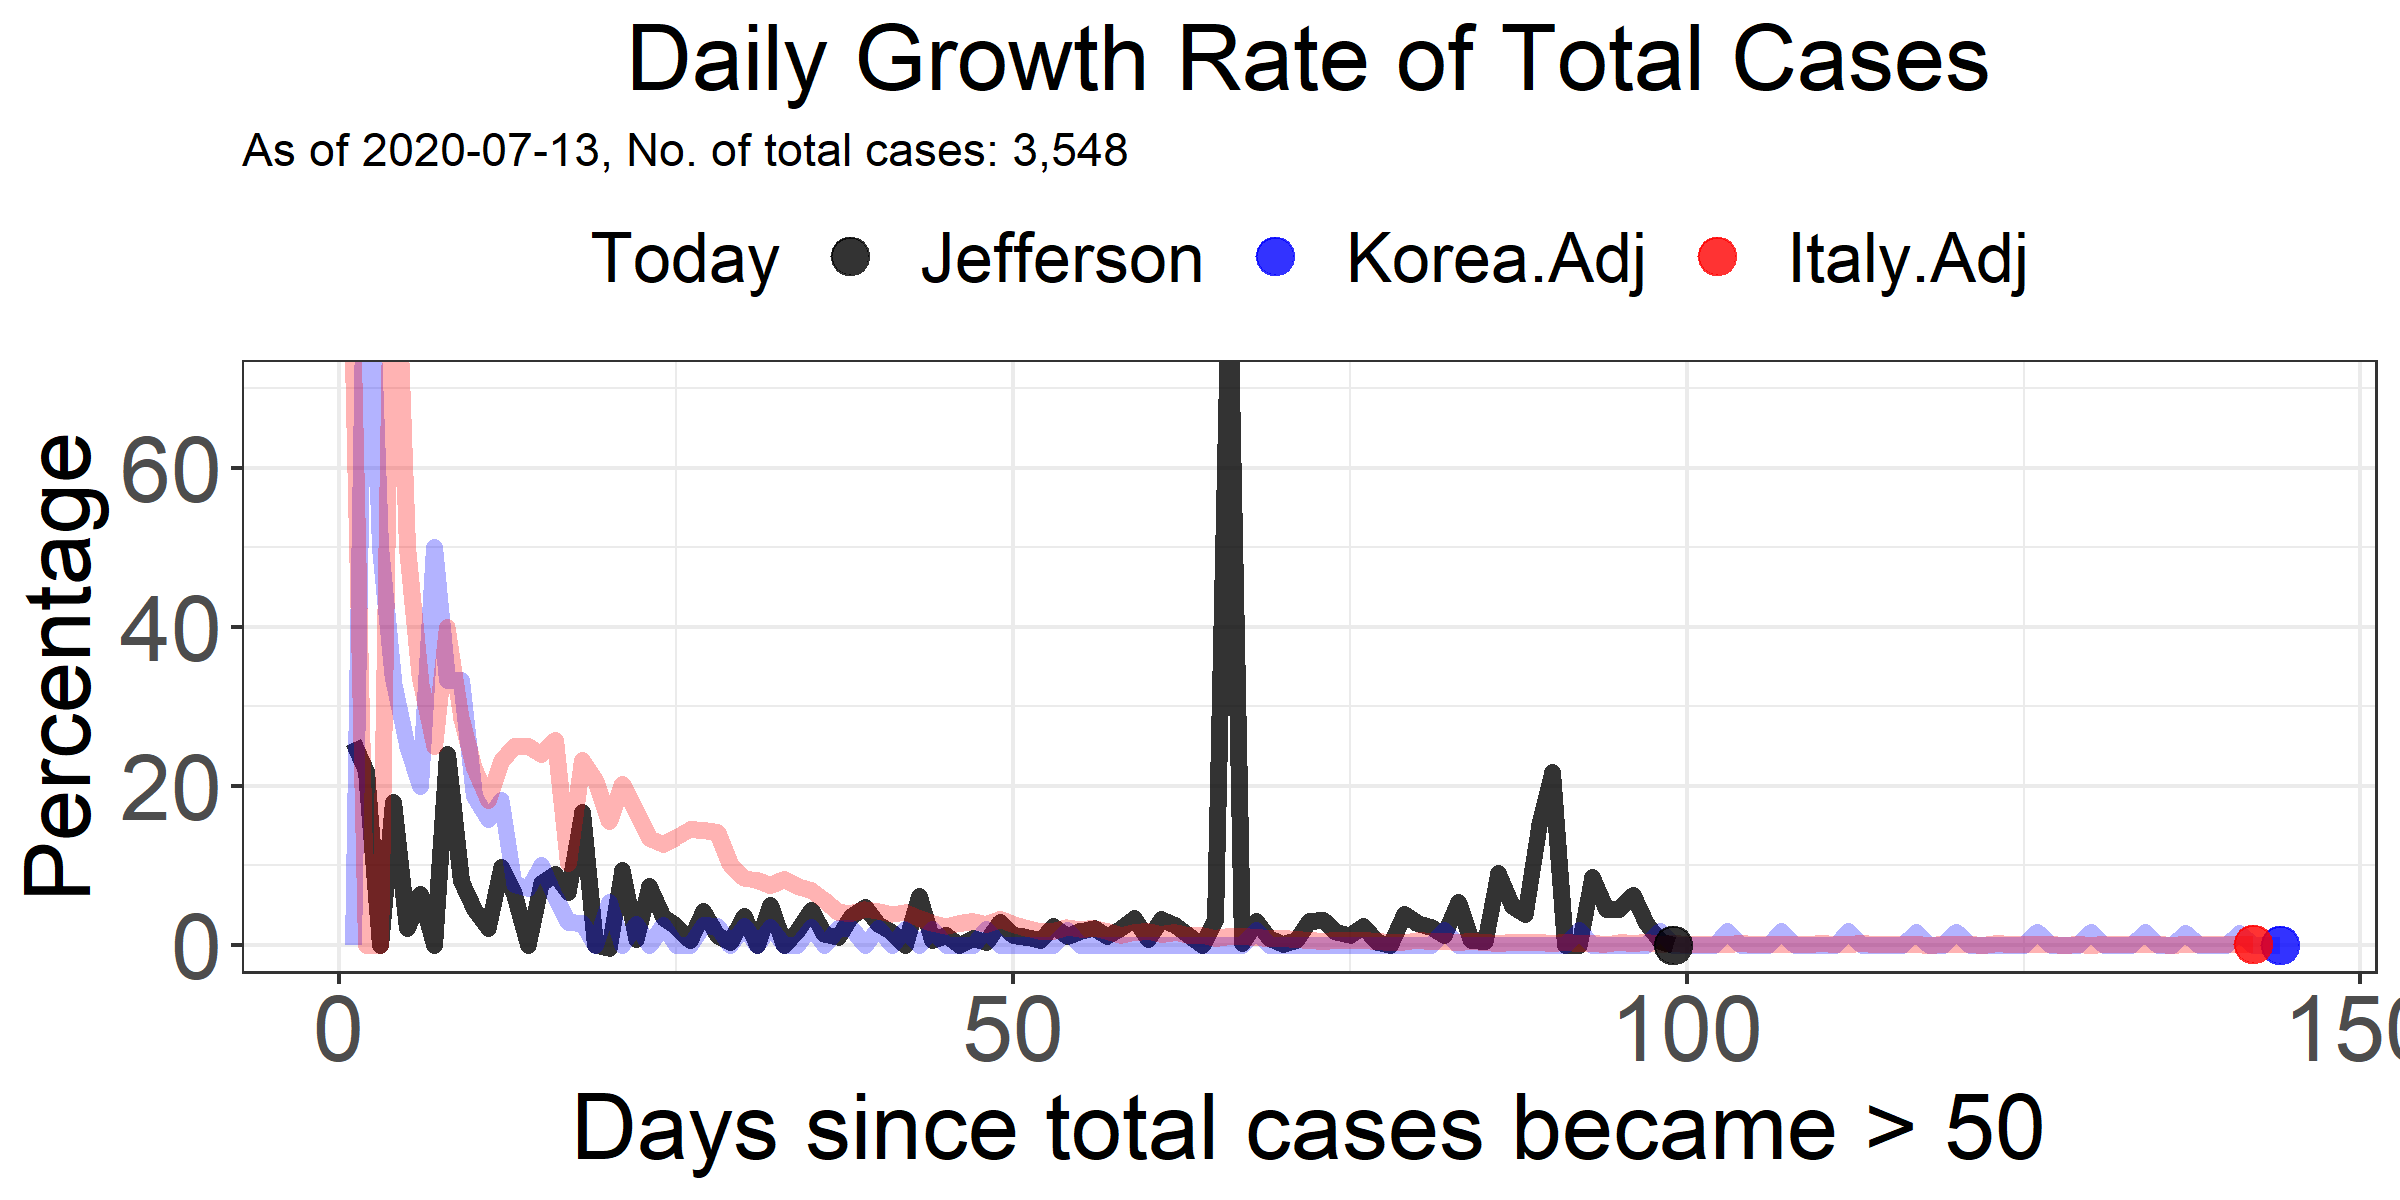 Daily Growth Rate of Total Cases
As of 2020-07-13, No. of total cases: 3,548
Today Jefferson Korea.Adj Italy.Adj
Percentage
60
40
20
0
0 50 100 150
Days since total cases became > 50